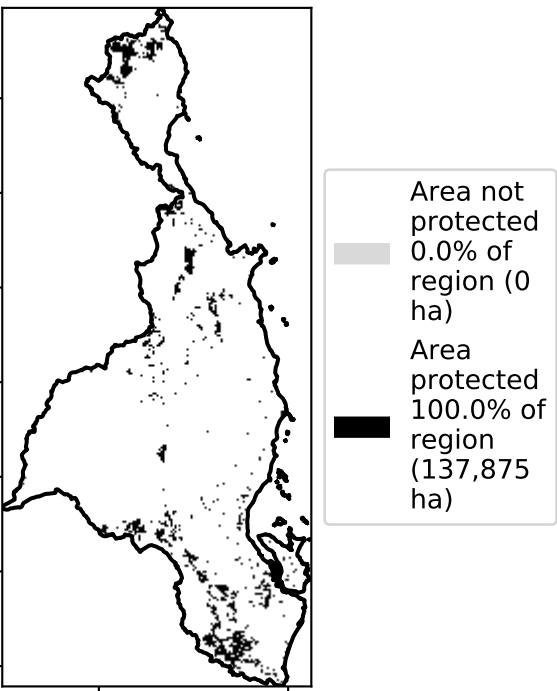 Area not
protected
0.0% of
region (0
ha)
Area
protected
100.0% of
region
(137,875
ha)